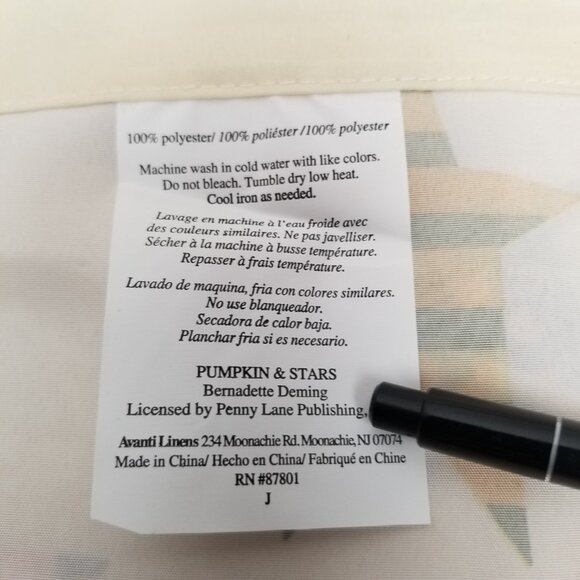 100% polyester/ 100% poliéster /100% polyester
Machine wash in cold water with like colors.
Do not bleach. Tumble dry low heat.
Cool iron as needed.
Lavage en machine à l'eau froide avec
des couleurs similaires. Ne pas javelliser.
Sécher à la machine à busse température.
Repasser à frais température.
Lavado de maquina, fria con colores similares.
No use blanqueador.
Secadora de calor baja.
Planchar fria si es necesario.
PUMPKIN & STARS
Bernadette Deming
Licensed by Penny Lane Publishing,
Avanti Linens 234 Moonachie Rd. Moonachie, NJ 07074
Made in China/ Hecho en China/ Fabriqué en Chine
RN #87801
J